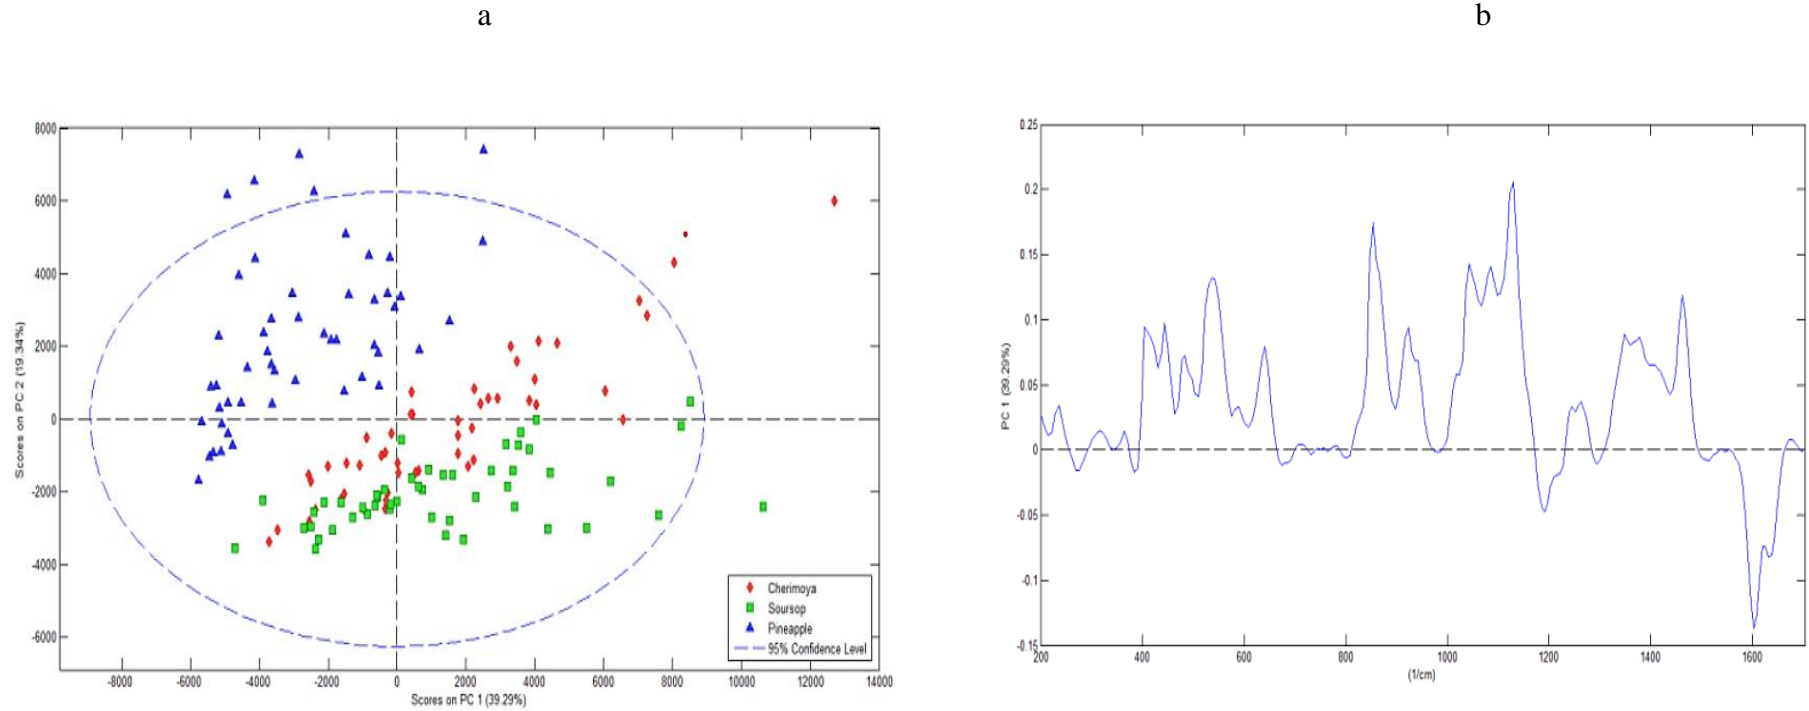 a
b
8000
6000
4000
2000
0
-2000
-4000
-6000
Scores on PC 2 (19.34%)
-8000 -6000 -4000 -2000 0 2000 4000 6000 8000 10000 12000 14000
Scores on PC 1 (39.29%)
Cherimoya
Soursop
Pineapple
95% Confidence Level
0.25
0.2
0.15
0.1
0.05
0
-0.05
-0.1
-0.15
PC 1 (39.29%)
200 400 600 800 1000 1200 1400 1600
(1/cm)